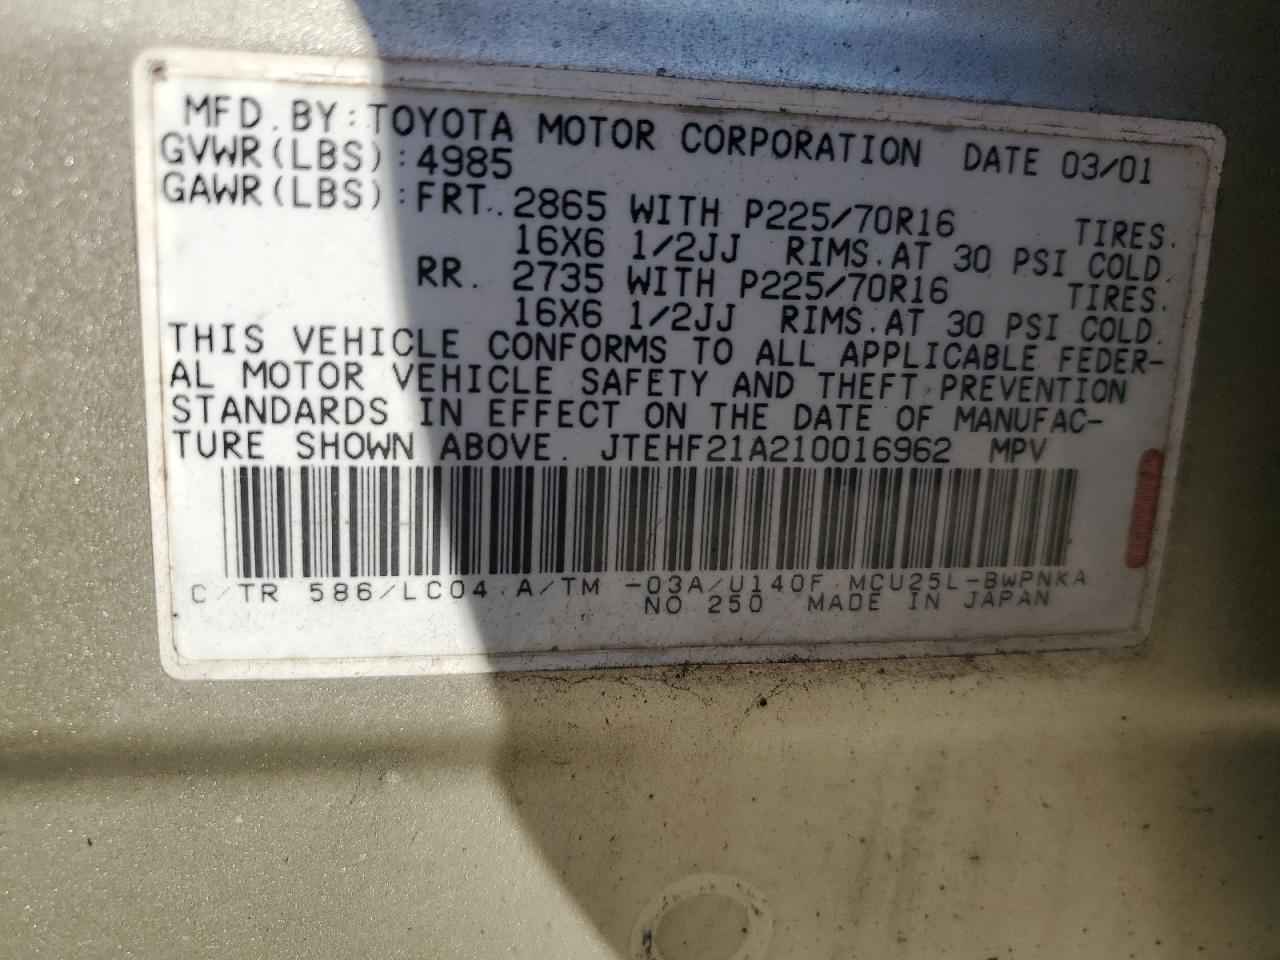 MFD. BY: TOYOTA MOTOR CORPORATION DATE 03/01
GVWR(LBS): 4985
GAWR(LBS): FRT. 2865 WITH P225/70R16 TIRES.
16X6 1/2JJ RIMS. AT 30 PSI COLD.
RR. 2735 WITH P225/70R16 TIRES.
16X6 1/2JJ RIMS. AT 30 PSI COLD.
THIS VEHICLE CONFORMS TO ALL APPLICABLE FEDER-
AL MOTOR VEHICLE SAFETY AND THEFT PREVENTION
STANDARDS IN EFFECT ON THE DATE OF MANUFAC-
TURE SHOWN ABOVE. JTEHF21A210016962 MPV
C/TR 586/LC04 A/TM -03A/U140F MCU25L-BWPNKA
NO 250 MADE IN JAPAN